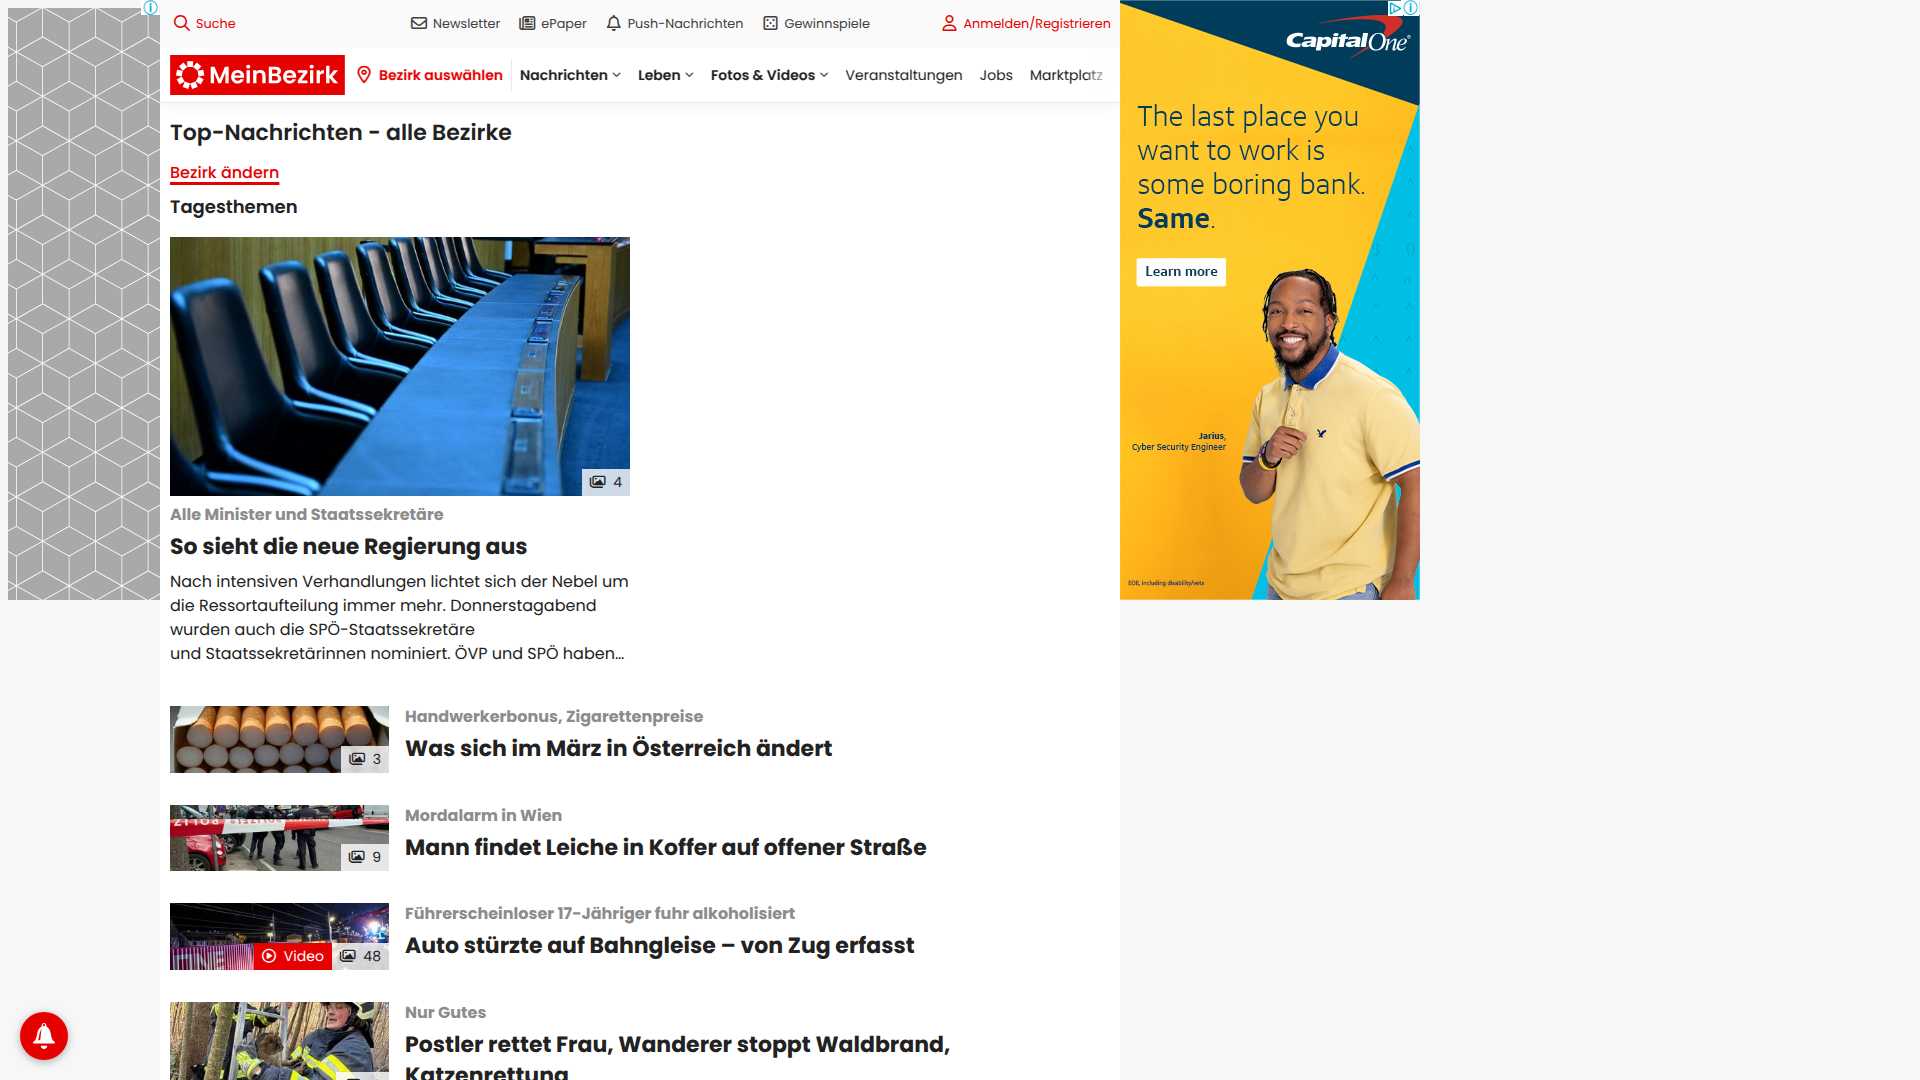 Suche
Newsletter
ePaper
Push-Nachrichten
Gewinnspiele
Anmelden/Registrieren
MeinBezirk
Bezirk auswählen
Nachrichten
Leben
Fotos & Videos
Veranstaltungen
Jobs
Marktplatz
Top-Nachrichten - alle Bezirke
Bezirk ändern
Tagesthemen
4
Alle Minister und Staatssekretäre
So sieht die neue Regierung aus
Nach intensiven Verhandlungen lichtet sich der Nebel um
die Ressortaufteilung immer mehr. Donnerstagabend
wurden auch die SPÖ-Staatssekretäre
und Staatssekretärinnen nominiert. ÖVP und SPÖ haben...
3
Handwerkerbonus, Zigarettenpreise
Was sich im März in Österreich ändert
9
Mordalarm in Wien
Mann findet Leiche in Koffer auf offener Straße
Video
48
Führerscheinloser 17-Jähriger fuhr alkoholisiert
Auto stürzte auf Bahngleise – von Zug erfasst
Nur Gutes
Postler rettet Frau, Wanderer stoppt Waldbrand,
Katzenrettung
CapitalOne
The last place you
want to work is
some boring bank.
Same.
Learn more
Jarius,
Cyber Security Engineer
EOE, including disability/vets